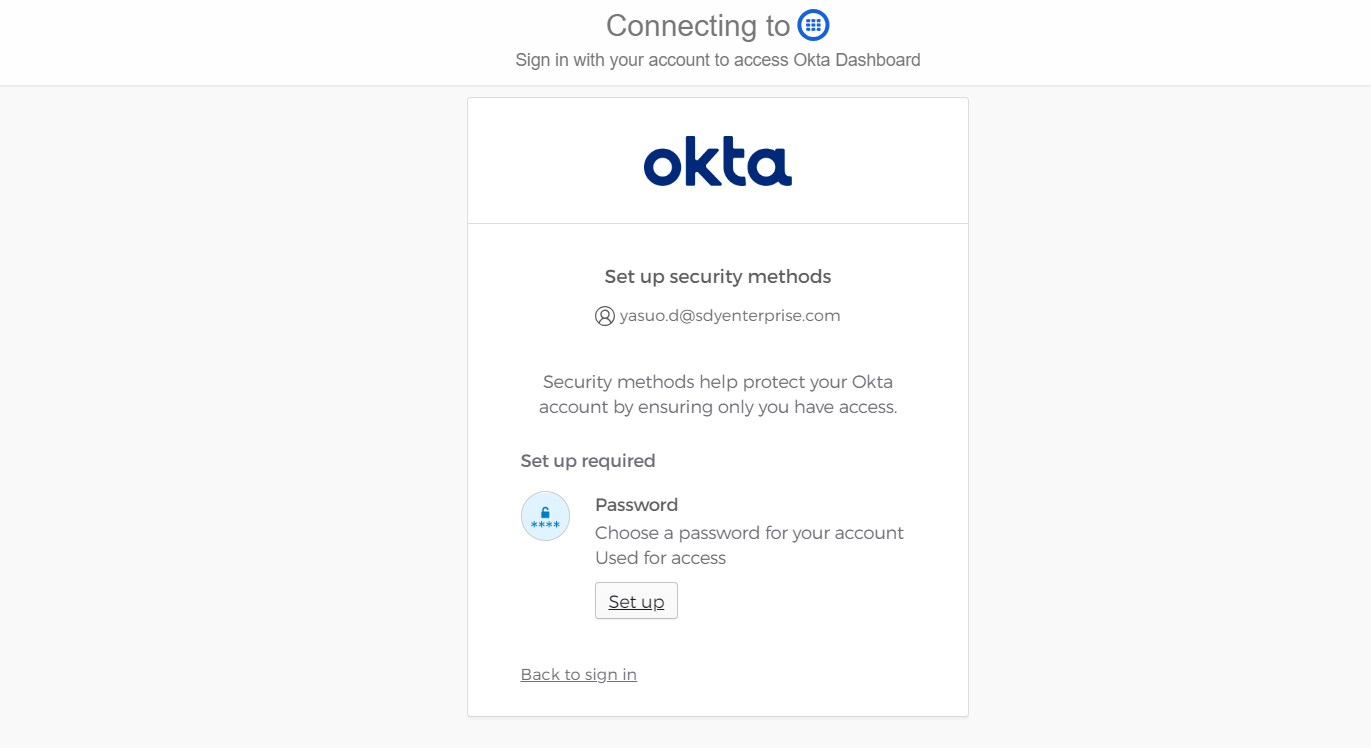 Connecting to
Sign in with your account to access Okta Dashboard
okta
Set up security methods
yasuo.d@sdyenterprise.com
Security methods help protect your Okta
account by ensuring only you have access.
Set up required
****
Password
Choose a password for your account
Used for access
Set up
Back to sign in